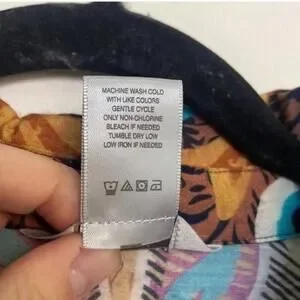 MACHINE WASH COLD
WITH LIKE COLORS
GENTLE CYCLE
ONLY NON-CHLORINE
BLEACH IF NEEDED
TUMBLE DRY LOW
LOW IRON IF NEEDED